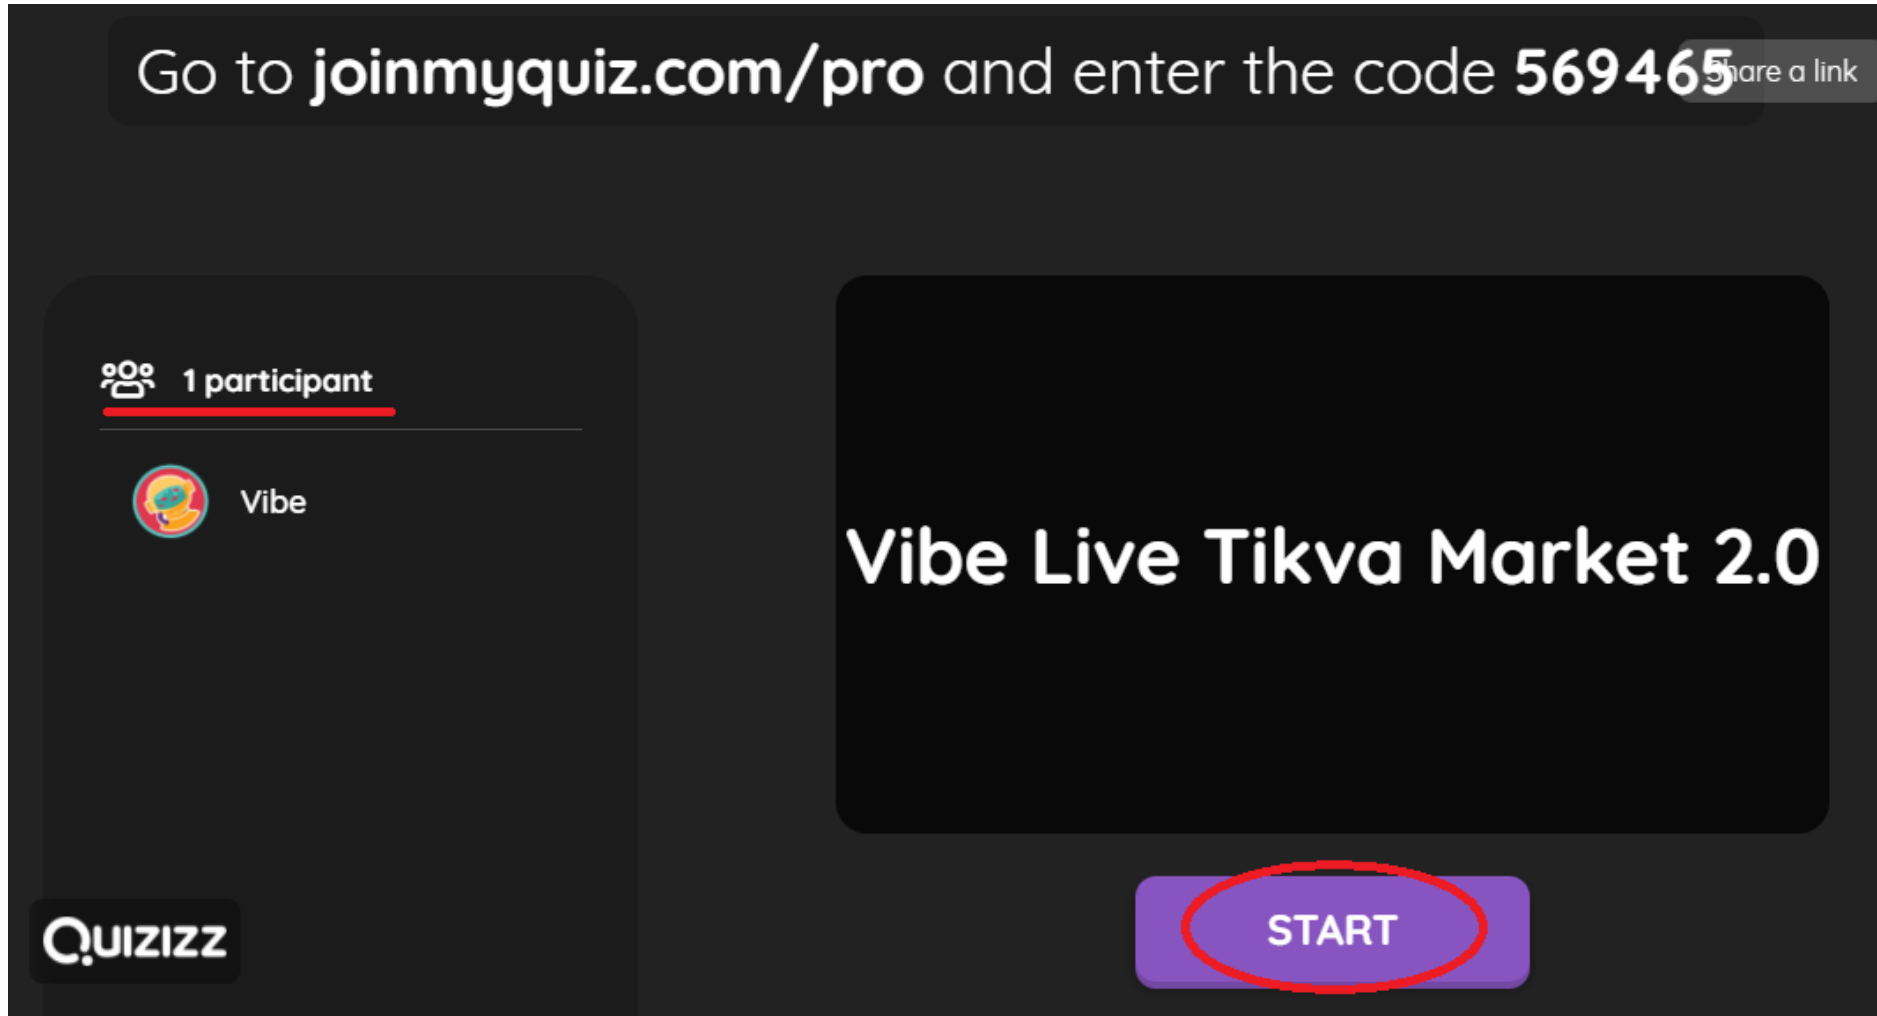 Go to joinmyquiz.com/pro and enter the code 569465
Share a link
1 participant
Vibe
Vibe Live Tikva Market 2.0
START
Quizizz